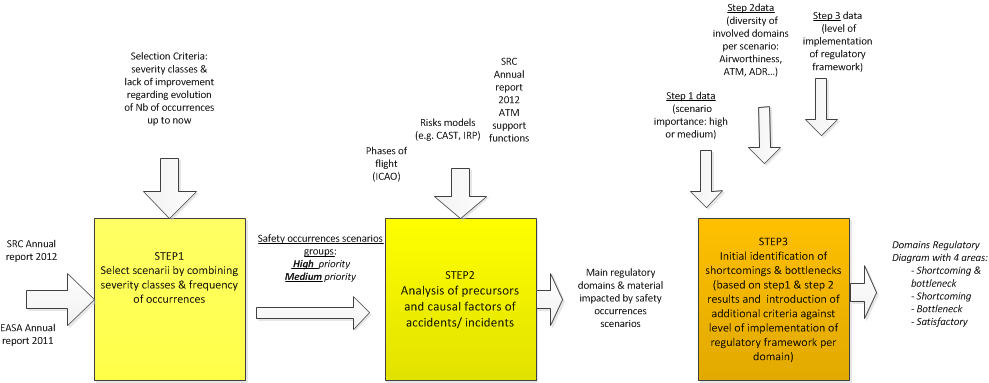 Selection Criteria:
severity classes &
lack of improvement
regarding evolution
of Nb of occurrences
up to now
SRC Annual
report 2012
EASA Annual
report 2011
STEP1
Select scenarii by combining
severity classes & frequency
of occurrences
Safety occurrences scenarios
groups:
High priority
Medium priority
Phases of
flight
(ICAO)
Risks models
(e.g. CAST, IRP)
SRC
Annual
report
2012
ATM
support
functions
STEP2
Analysis of precursors
and causal factors of
accidents/ incidents
Main regulatory
domains & material
impacted by safety
occurrences
scenarios
Step 1 data
(scenario
importance: high
or medium)
Step 2data
(diversity of
involved domains
per scenario:
Airworthiness,
ATM, ADR...)
Step 3 data
(level of
implementation
of regulatory
framework)
STEP3
Initial identification of
shortcomings & bottlenecks
(based on step1 & step 2
results and introduction of
additional criteria against
level of implementation of
regulatory framework per
domain)
Domains Regulatory
Diagram with 4 areas:
- Shortcoming &
bottleneck
- Shortcoming
- Bottleneck
- Satisfactory